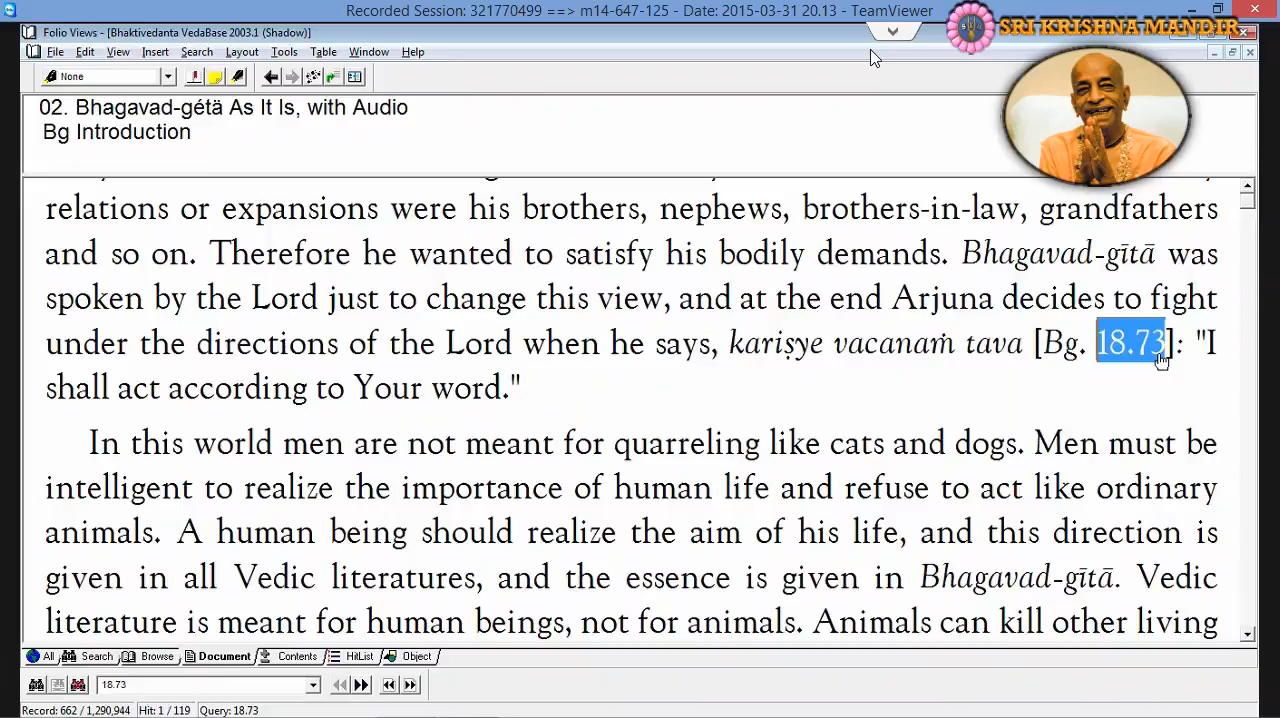 Recorded Session: 321770499 ==> m14-647-125 - Date: 2015-03-31 20.13 - TeamViewer
SRI KRISHNA MANDIR
Folio Views - [Bhaktivedanta VedaBase 2003.1 (Shadow)]
File Edit View Insert Search Layout Tools Table Window Help
None
02. Bhagavad-gétä As It Is, with Audio
Bg Introduction
relations or expansions were his brothers, nephews, brothers-in-law, grandfathers
and so on. Therefore he wanted to satisfy his bodily demands. Bhagavad-gītā was
spoken by the Lord just to change this view, and at the end Arjuna decides to fight
under the directions of the Lord when he says, kariṣye vacanaṁ tava [Bg. 18.73]: "I
shall act according to Your word."
In this world men are not meant for quarreling like cats and dogs. Men must be
intelligent to realize the importance of human life and refuse to act like ordinary
animals. A human being should realize the aim of his life, and this direction is
given in all Vedic literatures, and the essence is given in Bhagavad-gītā. Vedic
literature is meant for human beings, not for animals. Animals can kill other living
All Search Browse Document Contents HitList Object
18.73
Record: 662 / 1,290,944 Hit: 1 / 119 Query: 18.73